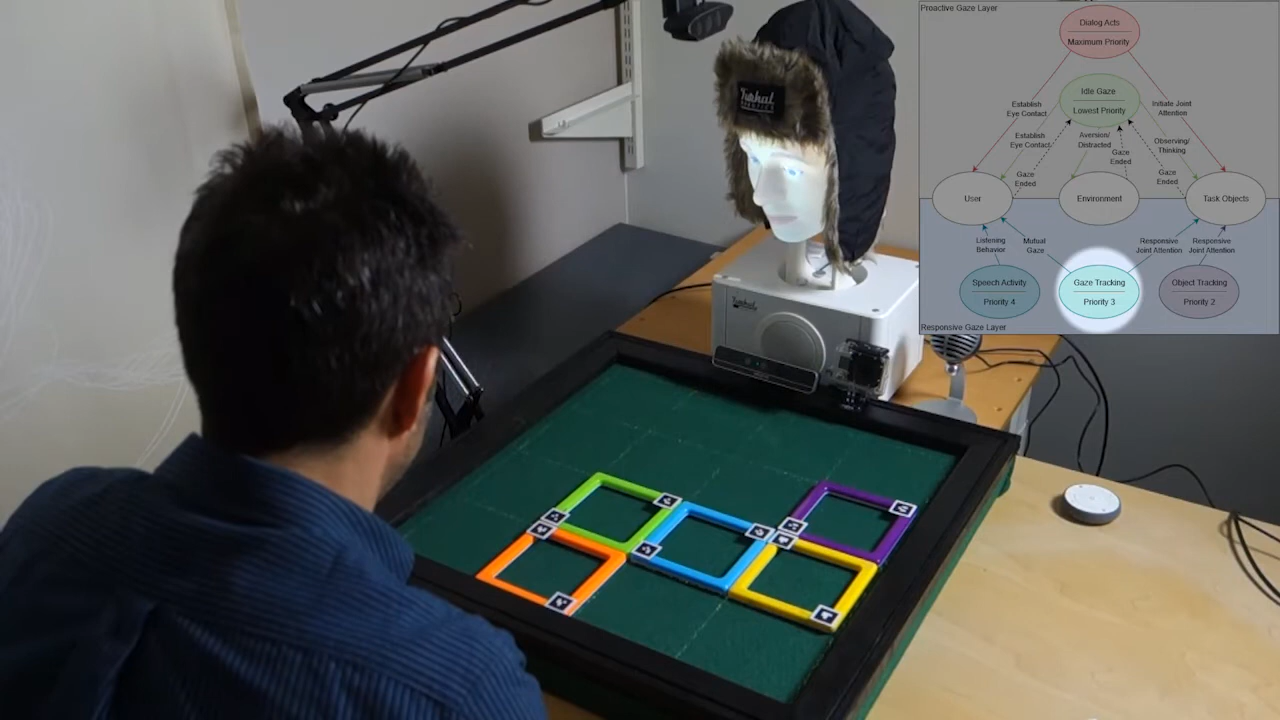 Proactive Gaze Layer
Dialog Acts
Maximum Priority
Idle Gaze
Lowest Priority
Establish
Eye Contact
Initiate Joint
Attention
Establish
Eye Contact
Aversion/
Distracted
Observing/
Thinking
Gaze
Ended
Gaze
Ended
Gaze
Ended
User
Environment
Task Objects
Listening
Behavior
Mutual
Gaze
Responsive
Joint Attention
Responsive
Joint Attention
Speech Activity
Priority 4
Gaze Tracking
Priority 3
Object Tracking
Priority 2
Responsive Gaze Layer
Furhat
ROBOTICS
Furhat